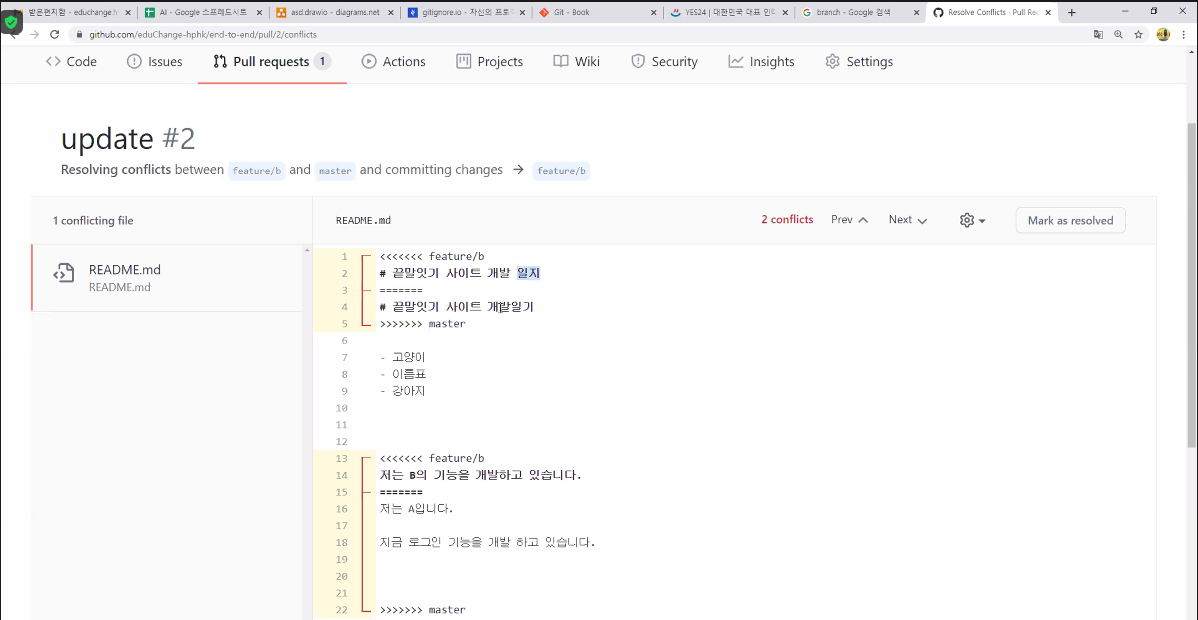 받은편지함 - educhange.h
AI - Google 스프레드시트
asd.drawio - diagrams.net
gitignore.io - 자신의 프로
Git - Book
YES24 | 대한민국 대표 인터
branch - Google 검색
Resolve Conflicts · Pull Re
github.com/eduChange-hphk/end-to-end/pull/2/conflicts
Code
Issues
Pull requests 1
Actions
Projects
Wiki
Security
Insights
Settings
update #2
Resolving conflicts between feature/b and master and committing changes → feature/b
1 conflicting file
README.md
2 conflicts
Prev
Next
Mark as resolved
README.md
README.md
1 <<<<<<< feature/b
2 # 끝말잇기 사이트 개발 일지
3 =======
4 # 끝말잇기 사이트 개발일기
5 >>>>>>> master
6
7 - 고양이
8 - 이름표
9 - 강아지
10
11
12
13 <<<<<<< feature/b
14 저는 B의 기능을 개발하고 있습니다.
15 =======
16 저는 A입니다.
17
18 지금 로그인 기능을 개발 하고 있습니다.
19
20
21
22 >>>>>>> master